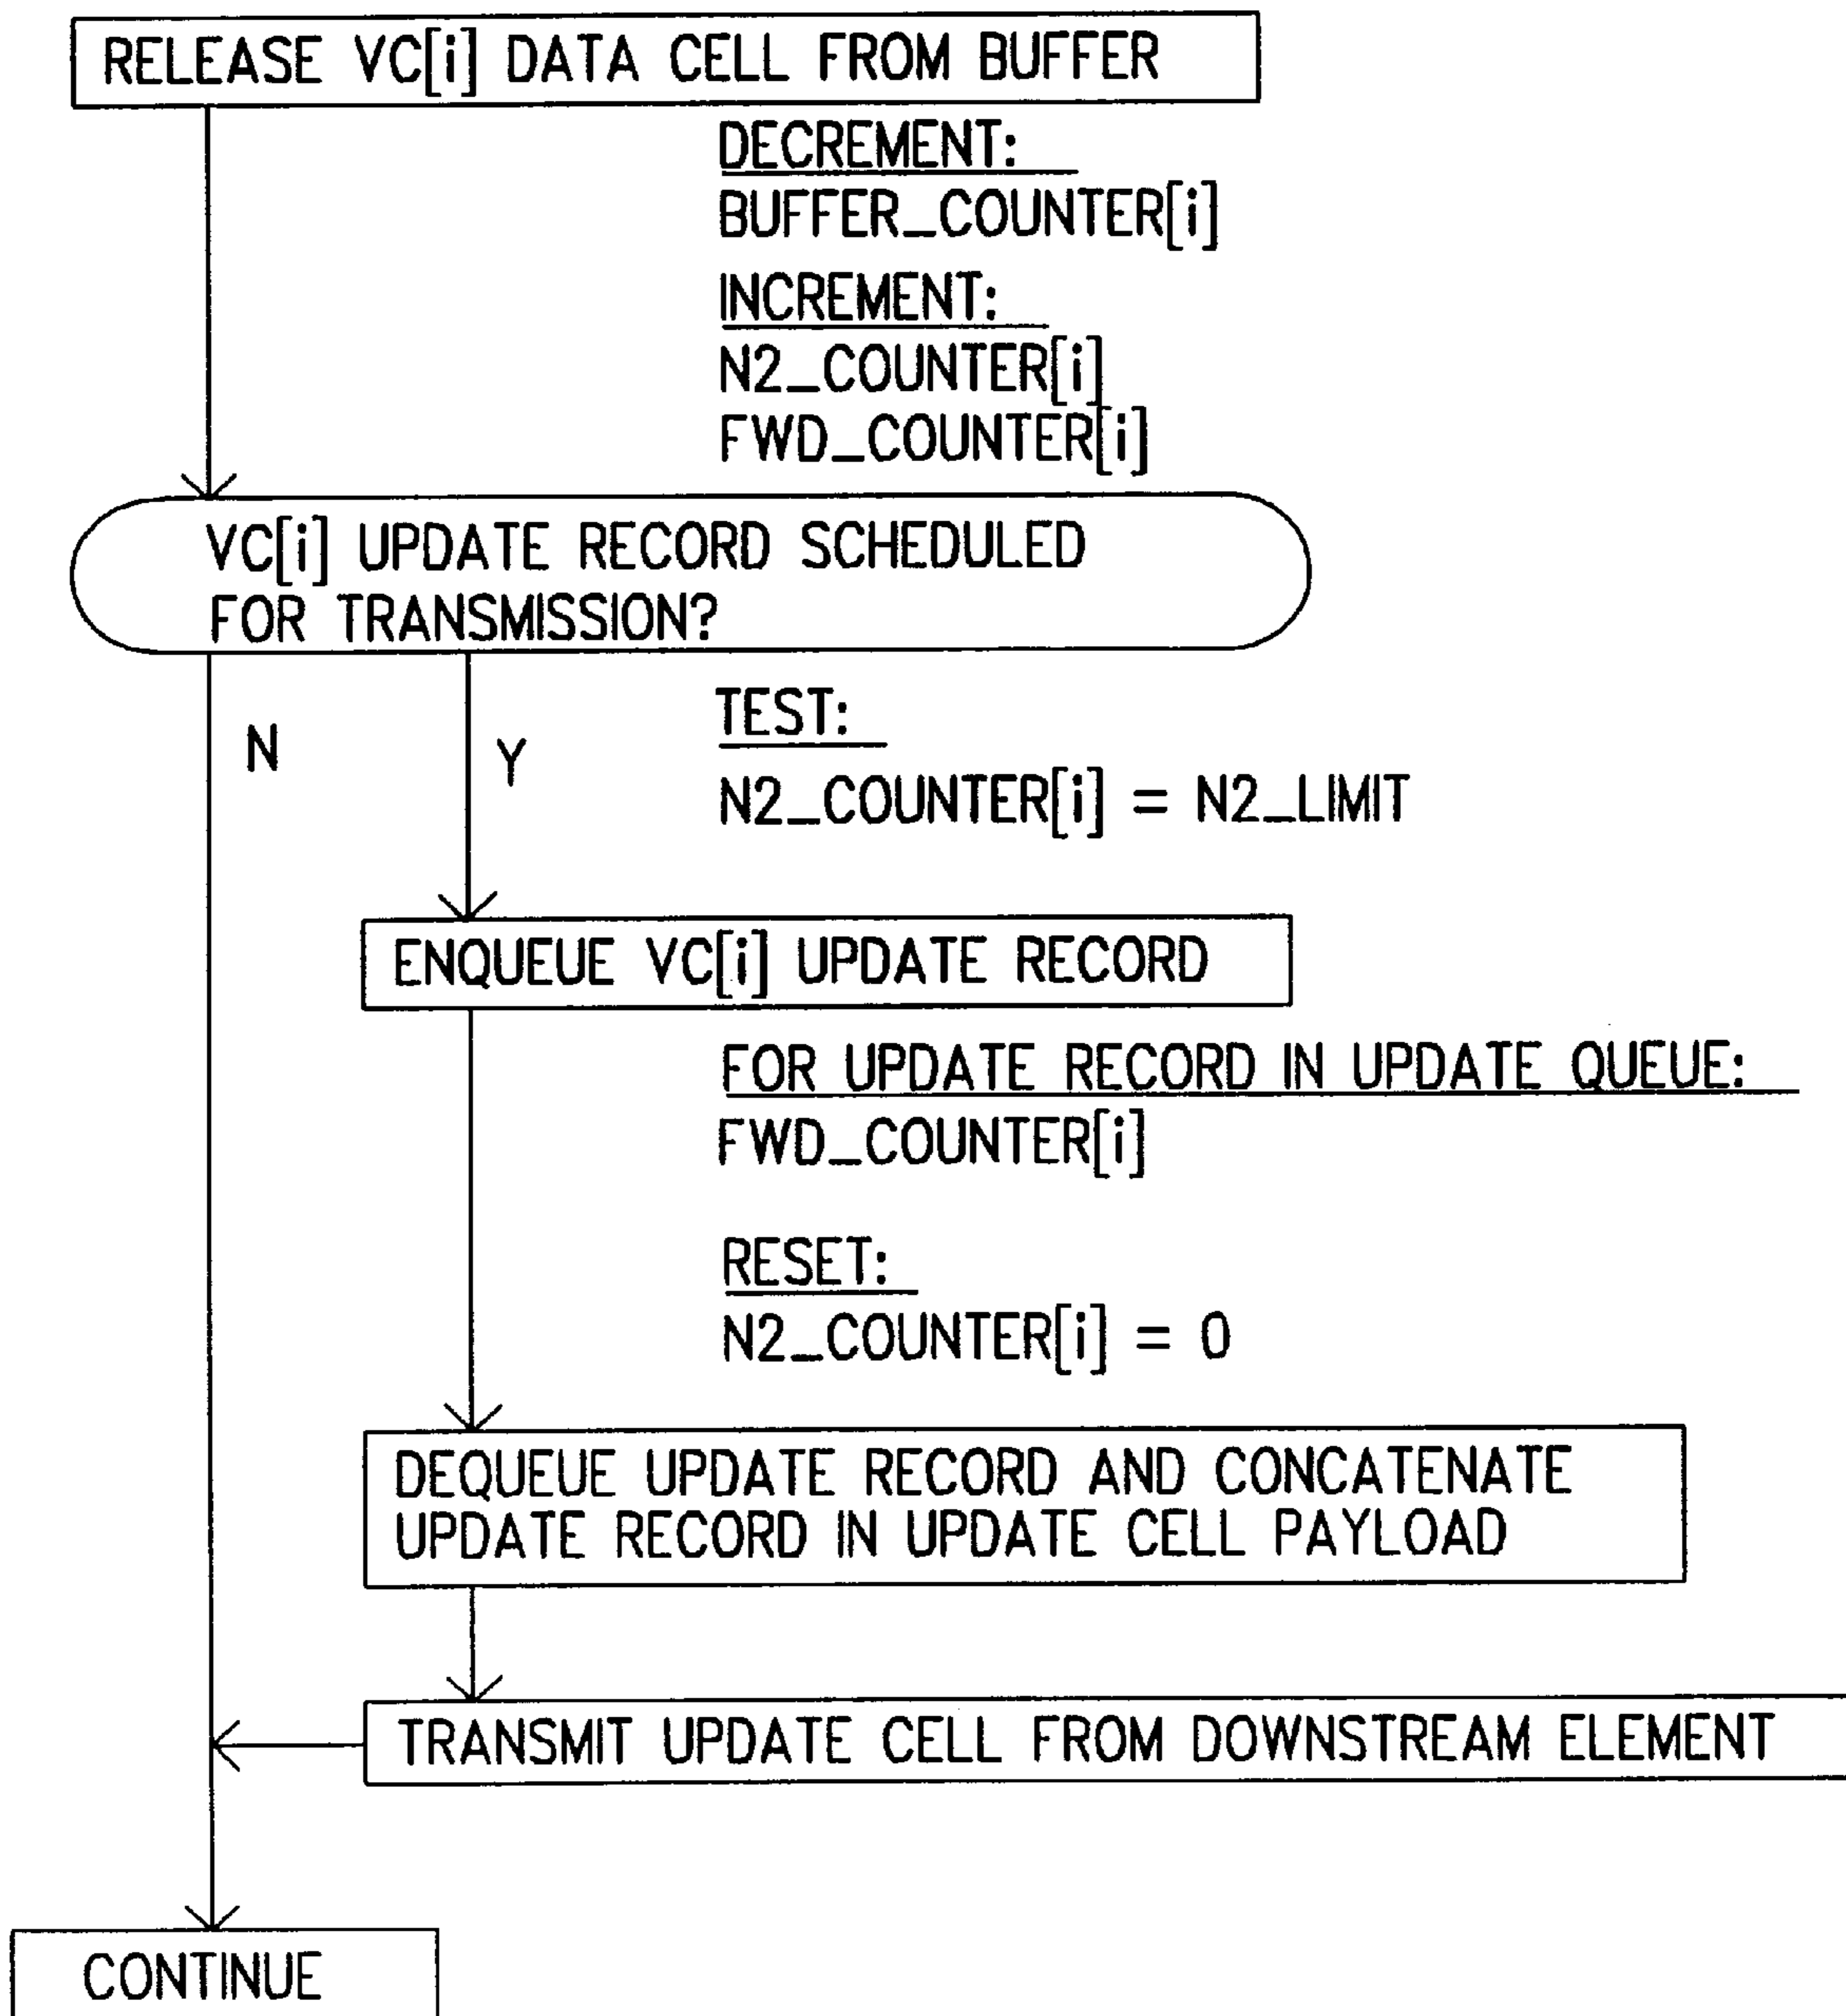 RELEASE VC[i] DATA CELL FROM BUFFER
DECREMENT:
BUFFER_COUNTER[i]
INCREMENT:
N2_COUNTER[i]
FWD_COUNTER[i]
VC[i] UPDATE RECORD SCHEDULED
FOR TRANSMISSION?
N
Y
TEST:
N2_COUNTER[i] = N2_LIMIT
ENQUEUE VC[i] UPDATE RECORD
FOR UPDATE RECORD IN UPDATE QUEUE:
FWD_COUNTER[i]
RESET:
N2_COUNTER[i] = 0
DEQUEUE UPDATE RECORD AND CONCATENATE
UPDATE RECORD IN UPDATE CELL PAYLOAD
TRANSMIT UPDATE CELL FROM DOWNSTREAM ELEMENT
CONTINUE